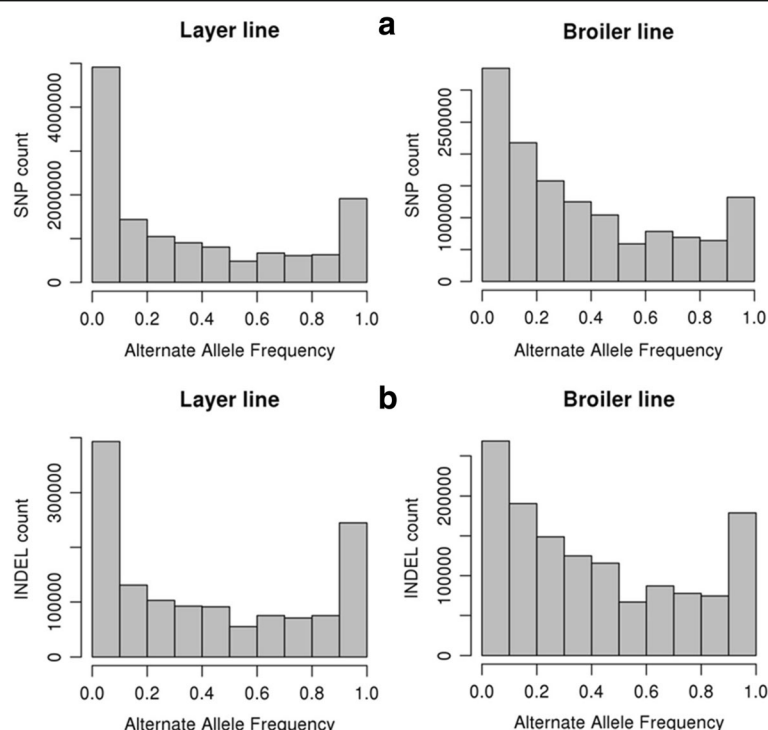 Layer line
a
Broiler line
SNP count
4000000
2000000
0
0.0 0.2 0.4 0.6 0.8 1.0
Alternate Allele Frequency
SNP count
2500000
1000000
0
0.0 0.2 0.4 0.6 0.8 1.0
Alternate Allele Frequency
Layer line
b
Broiler line
INDEL count
300000
100000
0
0.0 0.2 0.4 0.6 0.8 1.0
Alternate Allele Frequency
INDEL count
200000
100000
0
0.0 0.2 0.4 0.6 0.8 1.0
Alternate Allele Frequency